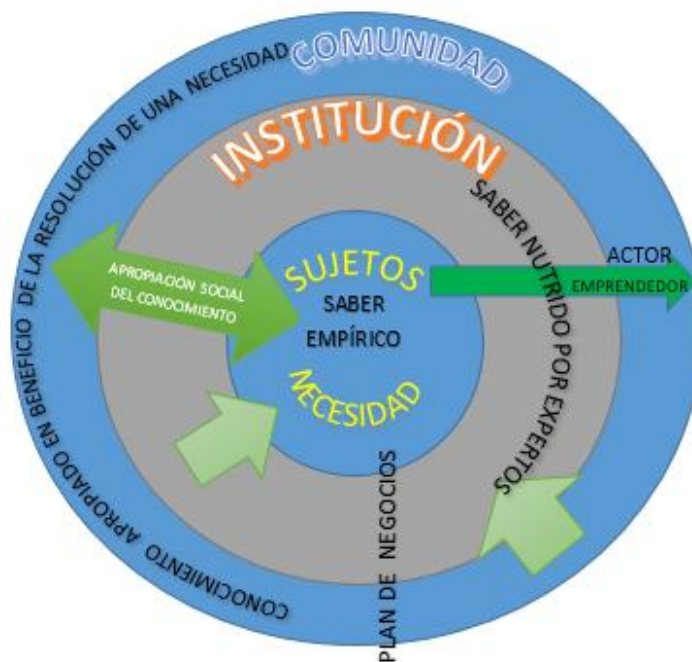 COMUNIDAD
CONOCIMIENTO APROPIADO EN BENEFICIO DE LA RESOLUCIÓN DE UNA NECESIDAD
INSTITUCIÓN
SABER NUTRIDO POR EXPERTOS
APROPIACIÓN SOCIAL
DEL CONOCIMIENTO
SUJETOS
SABER
EMPÍRICO
NECESIDAD
ACTOR
EMPRENDEDOR
PLAN DE NEGOCIOS